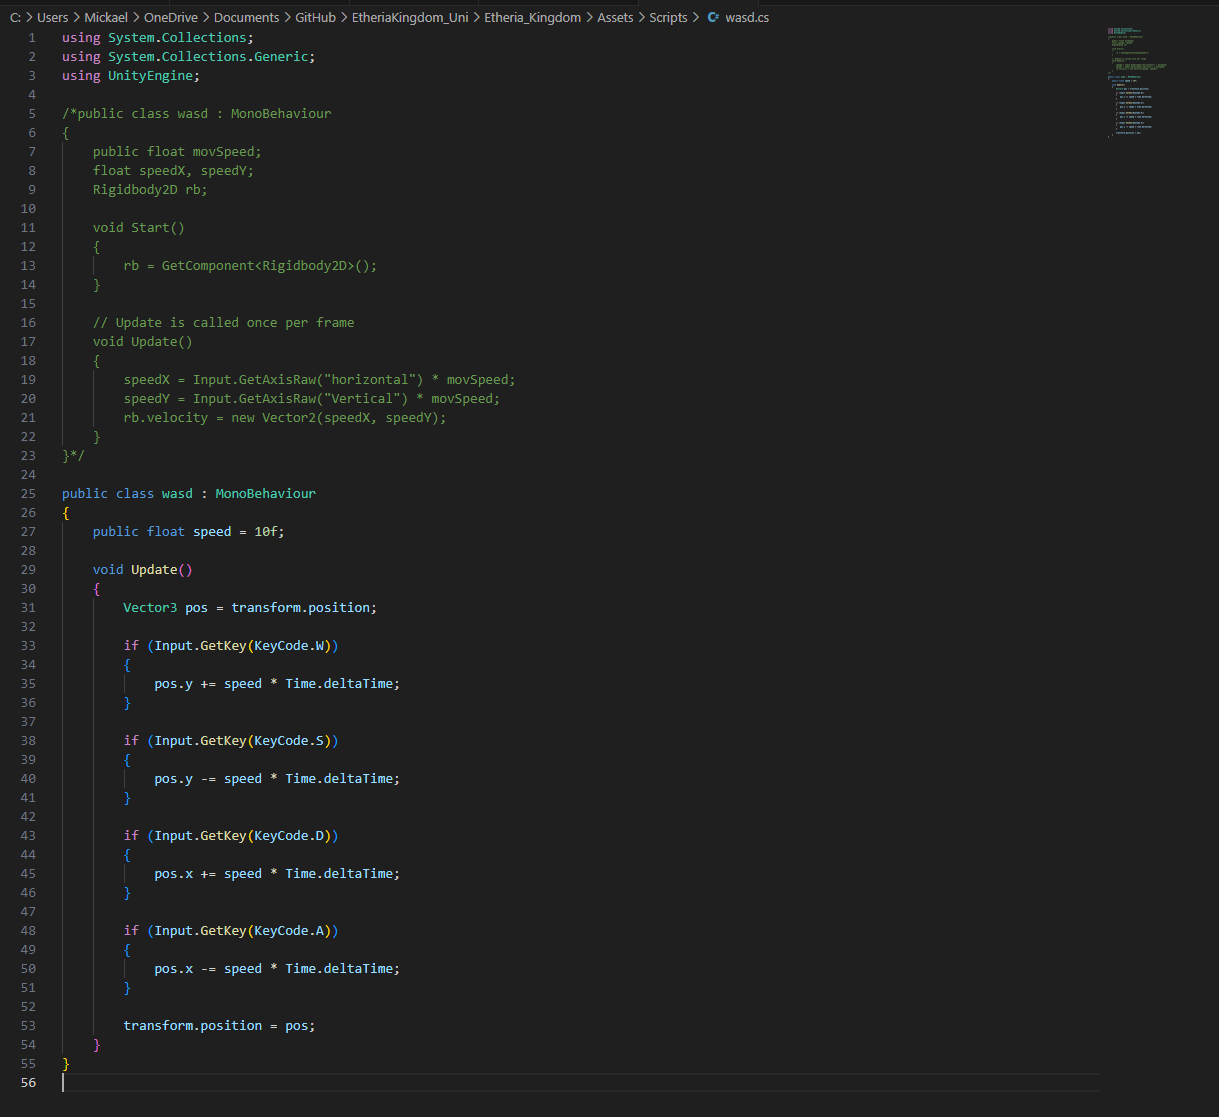 C: > Users > Mickael > OneDrive > Documents > GitHub > EtheriaKingdom_Uni > Etheria_Kingdom > Assets > Scripts > C# wasd.cs
1 using System.Collections;
2 using System.Collections.Generic;
3 using UnityEngine;
4
5 /*public class wasd : MonoBehaviour
6 {
7     public float movSpeed;
8     float speedX, speedY;
9     Rigidbody2D rb;
10
11     void Start()
12     {
13         rb = GetComponent<Rigidbody2D>();
14     }
15
16     // Update is called once per frame
17     void Update()
18     {
19         speedX = Input.GetAxisRaw("horizontal") * movSpeed;
20         speedY = Input.GetAxisRaw("Vertical") * movSpeed;
21         rb.velocity = new Vector2(speedX, speedY);
22     }
23 }*/
24
25 public class wasd : MonoBehaviour
26 {
27     public float speed = 10f;
28
29     void Update()
30     {
31         Vector3 pos = transform.position;
32
33         if (Input.GetKey(KeyCode.W))
34         {
35             pos.y += speed * Time.deltaTime;
36         }
37
38         if (Input.GetKey(KeyCode.S))
39         {
40             pos.y -= speed * Time.deltaTime;
41         }
42
43         if (Input.GetKey(KeyCode.D))
44         {
45             pos.x += speed * Time.deltaTime;
46         }
47
48         if (Input.GetKey(KeyCode.A))
49         {
50             pos.x -= speed * Time.deltaTime;
51         }
52
53         transform.position = pos;
54     }
55 }
56